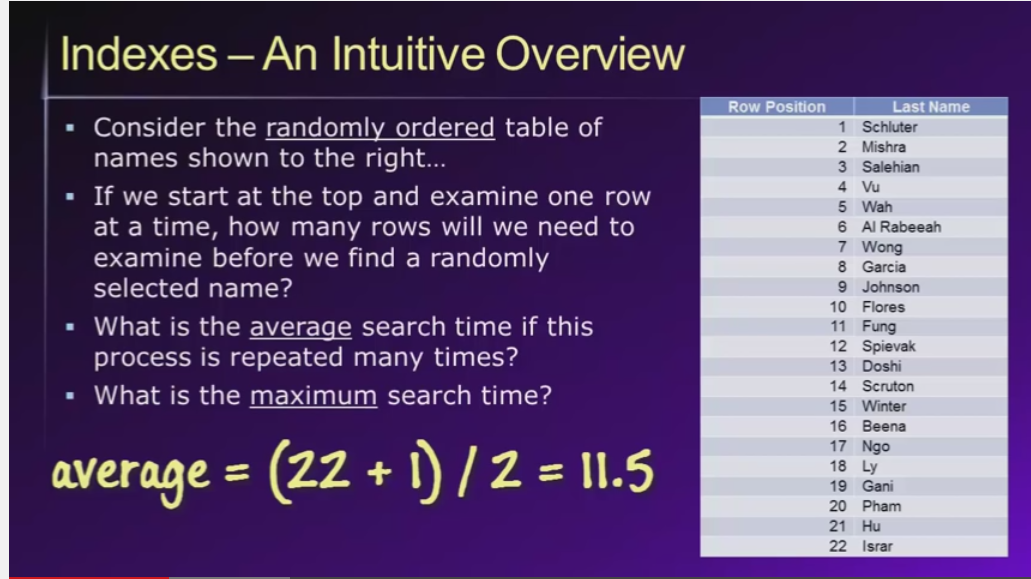 Indexes – An Intuitive Overview
▪ Consider the randomly ordered table of
names shown to the right...
▪ If we start at the top and examine one row
at a time, how many rows will we need to
examine before we find a randomly
selected name?
▪ What is the average search time if this
process is repeated many times?
▪ What is the maximum search time?
average = (22 + 1) / 2 = 11.5
Row Position Last Name
1 Schluter
2 Mishra
3 Salehian
4 Vu
5 Wah
6 Al Rabeeah
7 Wong
8 Garcia
9 Johnson
10 Flores
11 Fung
12 Spievak
13 Doshi
14 Scruton
15 Winter
16 Beena
17 Ngo
18 Ly
19 Gani
20 Pham
21 Hu
22 Israr